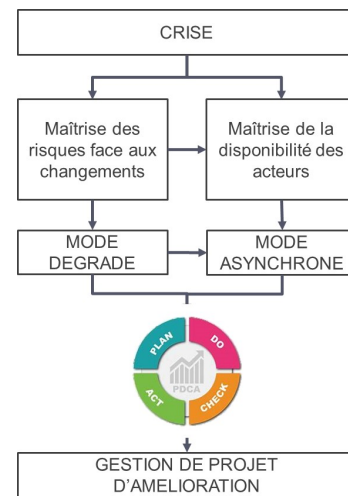 CRISE
Maîtrise des
risques face aux
changements
Maîtrise de la
disponibilité des
acteurs
MODE
DEGRADE
MODE
ASYNCHRONE
PLAN
DO
PDCA
ACT
CHECK
GESTION DE PROJET
D'AMELIORATION